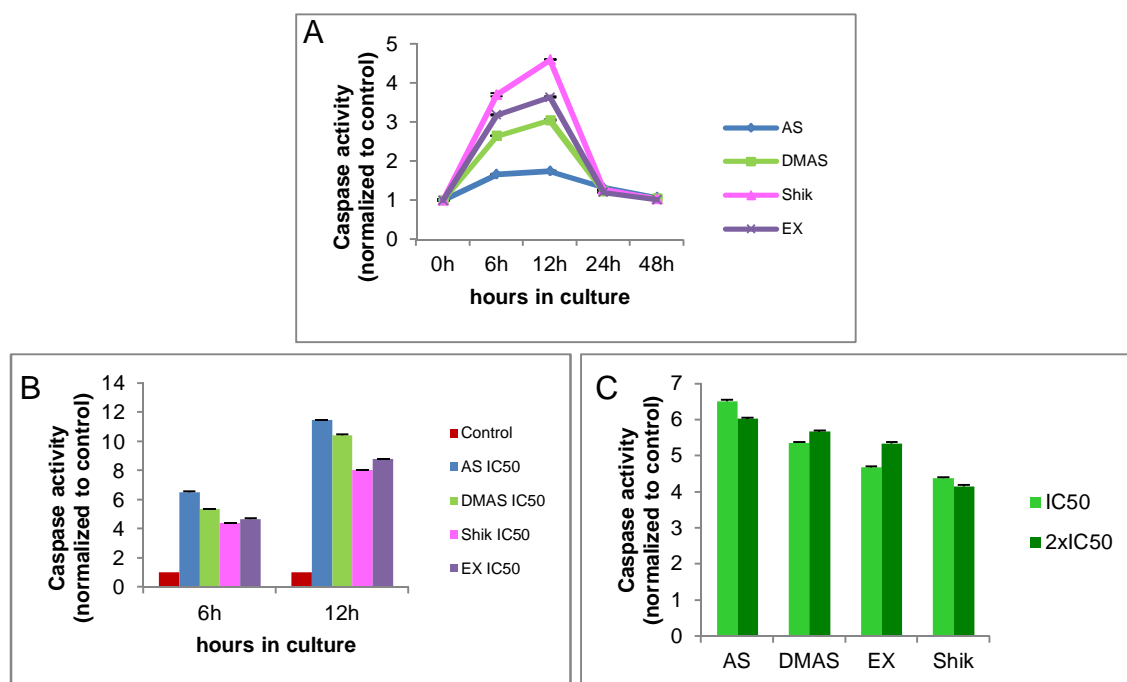 A
Caspase activity
(normalized to control)
5
4
3
2
1
0
0h 6h 12h 24h 48h
hours in culture
AS
DMAS
Shik
EX
B
Caspase activity
(normalized to control)
14
12
10
8
6
4
2
0
6h 12h
hours in culture
Control
AS IC50
DMAS IC50
Shik IC50
EX IC50
C
Caspase activity
(normalized to control)
7
6
5
4
3
2
1
0
AS DMAS EX Shik
IC50
2xIC50